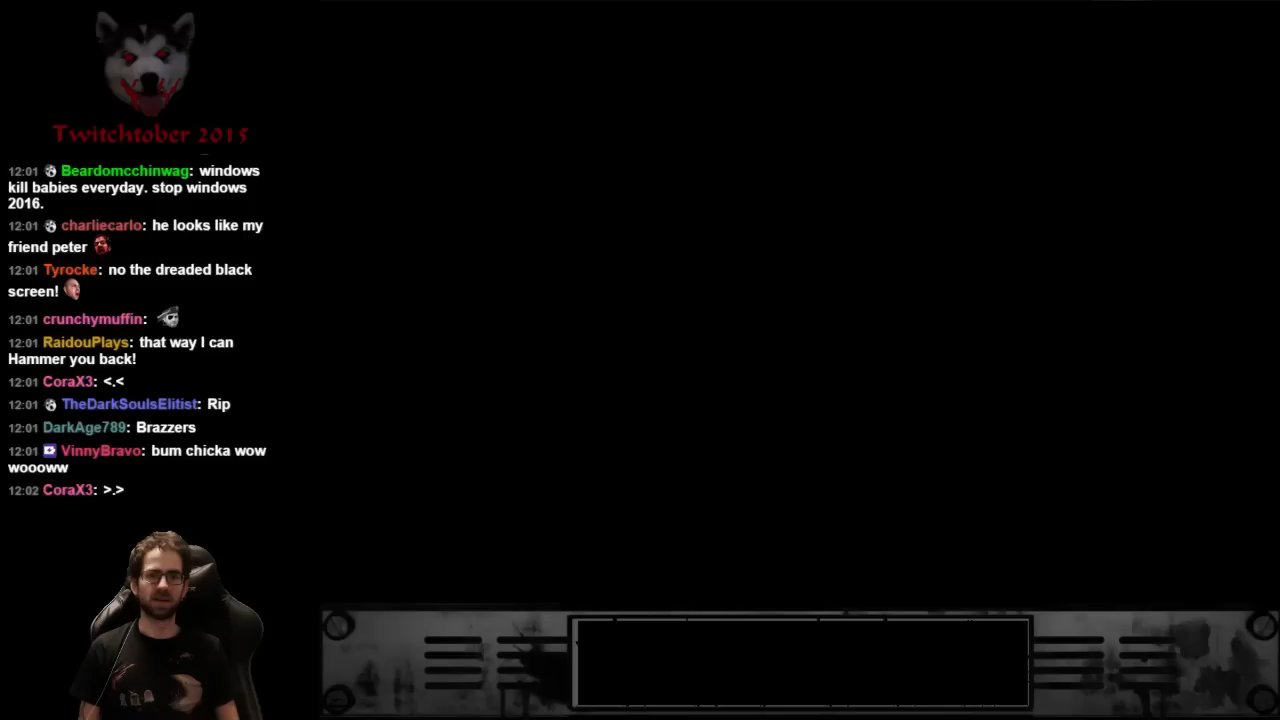 Twitchtober 2015
12:01 Beardomcchinwag: windows
kill babies everyday. stop windows
2016.
12:01 charliecarlo: he looks like my
friend peter
12:01 Tyrocke: no the dreaded black
screen!
12:01 crunchymuffin:
12:01 RaidouPlays: that way I can
Hammer you back!
12:01 CoraX3: <.<
12:01 TheDarkSoulsElitist: Rip
12:01 DarkAge789: Brazzers
12:01 VinnyBravo: bum chicka wow
woooww
12:02 CoraX3: >.>